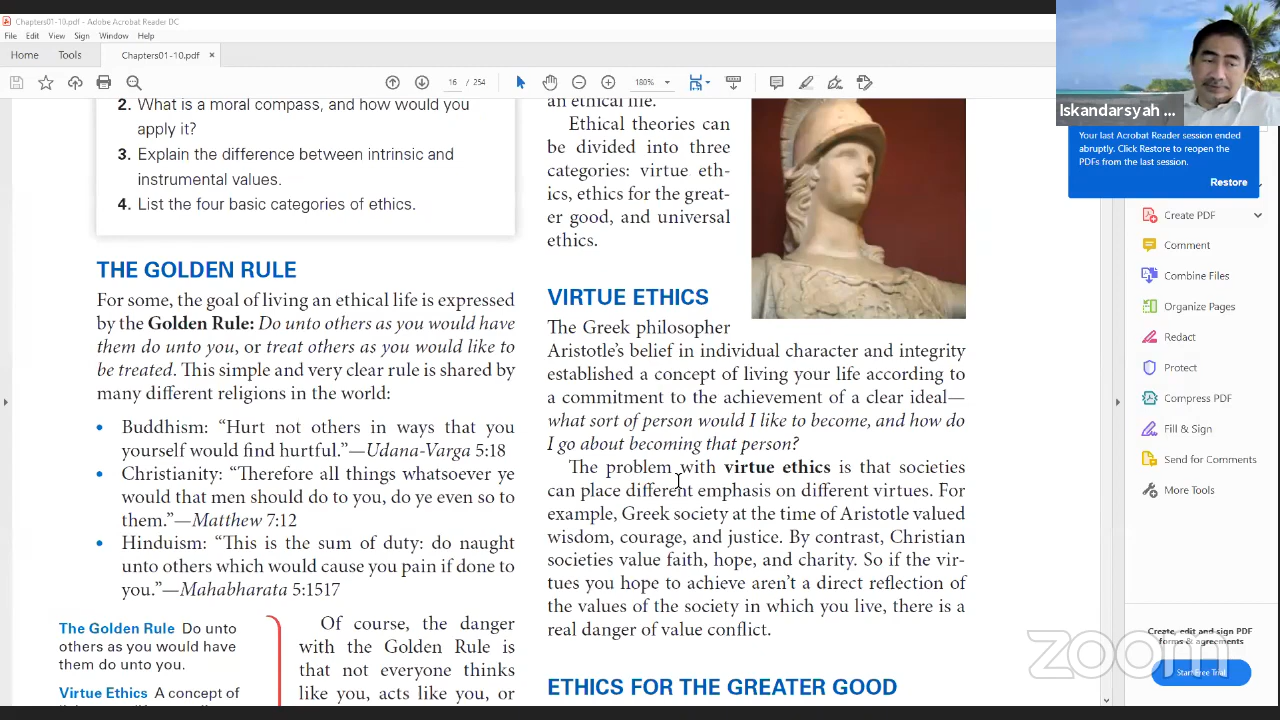 Chapters01-10.pdf - Adobe Acrobat Reader DC
File Edit View Sign Window Help
Home Tools Chapters01-10.pdf ×
16 / 254 180%
2. What is a moral compass, and how would you
apply it?
3. Explain the difference between intrinsic and
instrumental values.
4. List the four basic categories of ethics.
THE GOLDEN RULE
For some, the goal of living an ethical life is expressed
by the Golden Rule: Do unto others as you would have
them do unto you, or treat others as you would like to
be treated. This simple and very clear rule is shared by
many different religions in the world:
• Buddhism: “Hurt not others in ways that you
yourself would find hurtful.”—Udana-Varga 5:18
• Christianity: “Therefore all things whatsoever ye
would that men should do to you, do ye even so to
them.”—Matthew 7:12
• Hinduism: “This is the sum of duty: do naught
unto others which would cause you pain if done to
you.”—Mahabharata 5:1517
The Golden Rule Do unto
others as you would have
them do unto you.
Virtue Ethics A concept of
Of course, the danger
with the Golden Rule is
that not everyone thinks
like you, acts like you, or
an ethical life.
Ethical theories can
be divided into three
categories: virtue eth-
ics, ethics for the great-
er good, and universal
ethics.
VIRTUE ETHICS
The Greek philosopher
Aristotle’s belief in individual character and integrity
established a concept of living your life according to
a commitment to the achievement of a clear ideal—
what sort of person would I like to become, and how do
I go about becoming that person?
The problem with virtue ethics is that societies
can place different emphasis on different virtues. For
example, Greek society at the time of Aristotle valued
wisdom, courage, and justice. By contrast, Christian
societies value faith, hope, and charity. So if the vir-
tues you hope to achieve aren’t a direct reflection of
the values of the society in which you live, there is a
real danger of value conflict.
ETHICS FOR THE GREATER GOOD
Iskandarsyah ...
Your last Acrobat Reader session ended
abruptly. Click Restore to reopen the
PDFs from the last session.
Restore
Create PDF
Comment
Combine Files
Organize Pages
Redact
Protect
Compress PDF
Fill & Sign
Send for Comments
More Tools
Create, edit and sign PDF
forms & agreements
Start Free Trial
zoom